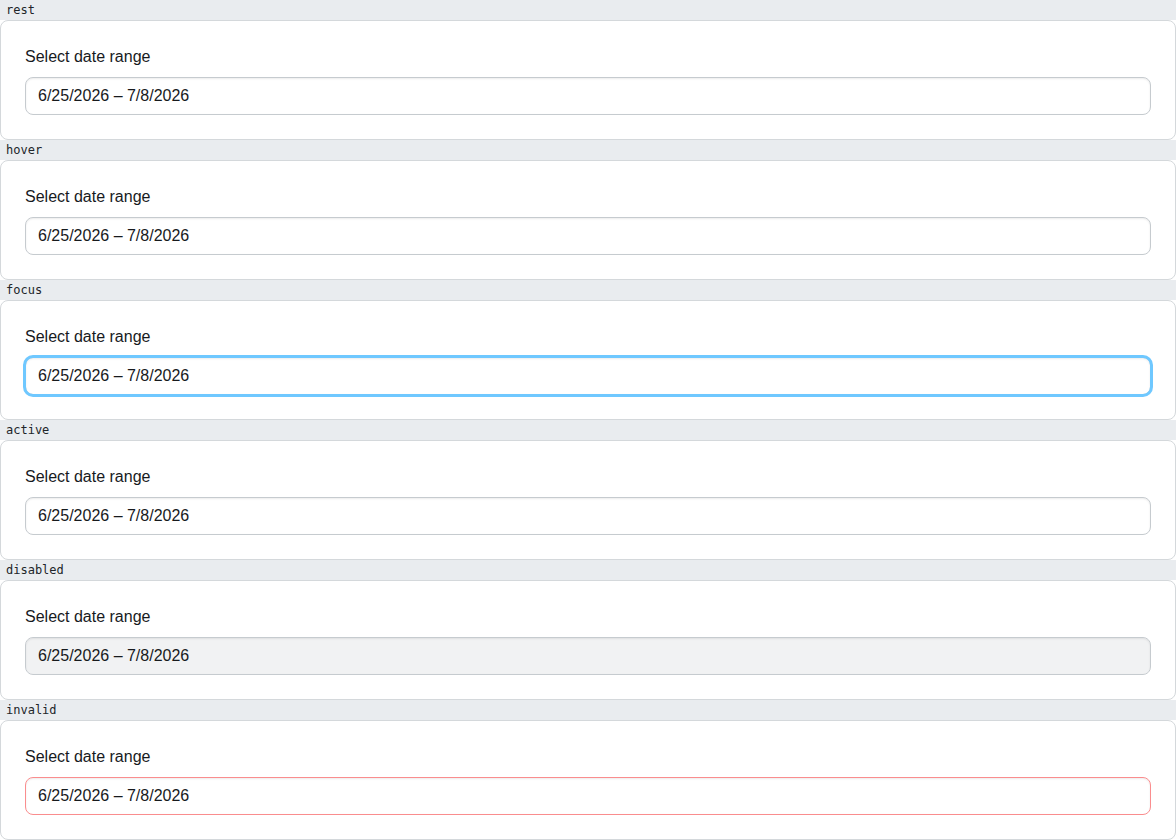 rest
Select date range
6/25/2026 – 7/8/2026
hover
Select date range
6/25/2026 – 7/8/2026
focus
Select date range
6/25/2026 – 7/8/2026
active
Select date range
6/25/2026 – 7/8/2026
disabled
Select date range
6/25/2026 – 7/8/2026
invalid
Select date range
6/25/2026 – 7/8/2026